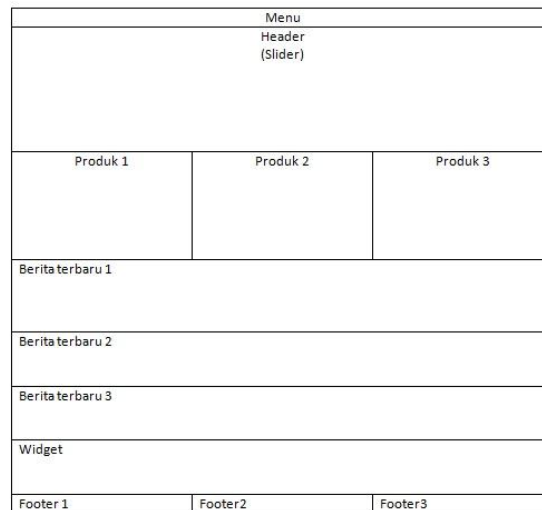 Menu
Header
(Slider)
Produk 1
Produk 2
Produk 3
Berita terbaru 1
Berita terbaru 2
Berita terbaru 3
Widget
Footer 1
Footer2
Footer3